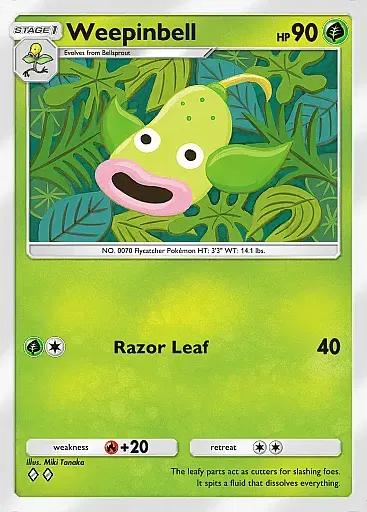 STAGE 1
Weepinbell
HP 90
Evolves from Bellsprout
NO. 0070 Flycatcher Pokémon HT: 3'3" WT: 14.1 lbs.
Razor Leaf 40
weakness +20 retreat
Illus. Miki Tanaka
The leafy parts act as cutters for slashing foes.
It spits a fluid that dissolves everything.